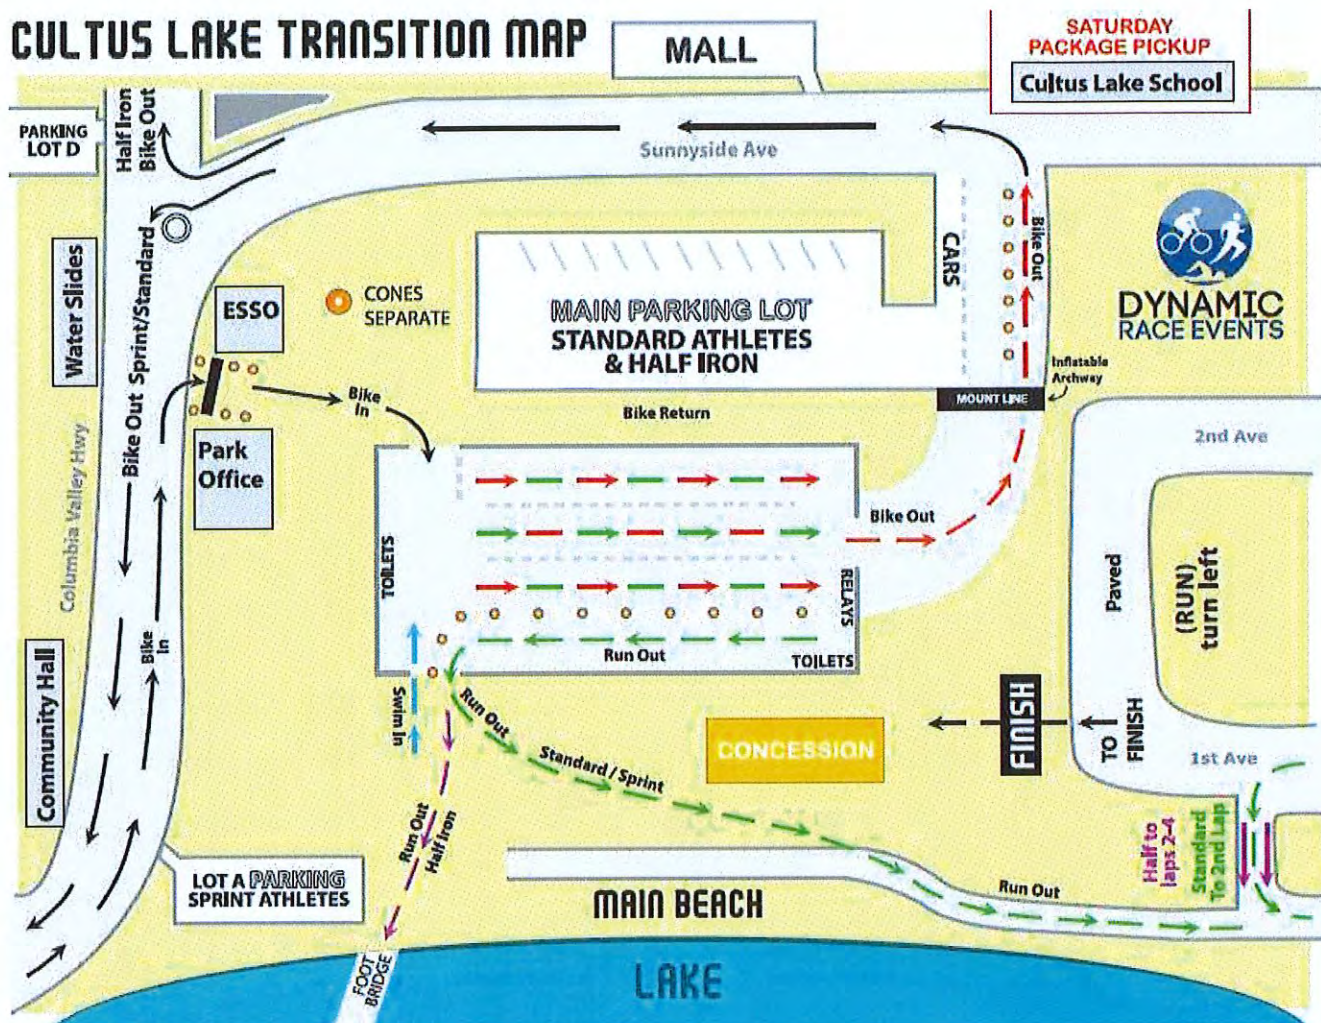 CULTUS LAKE TRANSITION MAP
MALL
SATURDAY
PACKAGE PICKUP
Cultus Lake School
PARKING
LOT D
Half Iron
Bike Out
Sunnyside Ave
Water Slides
Bike Out Sprint/Standard
ESSO
CONES
SEPARATE
MAIN PARKING LOT
STANDARD ATHLETES
& HALF IRON
CARS
Bike Out
DYNAMIC
RACE EVENTS
Inflatable
Archway
MOUNT LINE
Bike
In
Bike Return
Park
Office
Columbia Valley Hwy
2nd Ave
Bike Out
TOILETS
RELAYS
Paved
(RUN)
turn left
Bike
In
Run Out
TOILETS
Swim In
Run Out
Community Hall
Standard / Sprint
CONCESSION
FINISH
TO
FINISH
1st Ave
Run Out
Half Iron
Half to
laps 2-4
Standard
To 2nd Lap
LOT A PARKING
SPRINT ATHLETES
MAIN BEACH
Run Out
FOOT
BRIDGE
LAKE